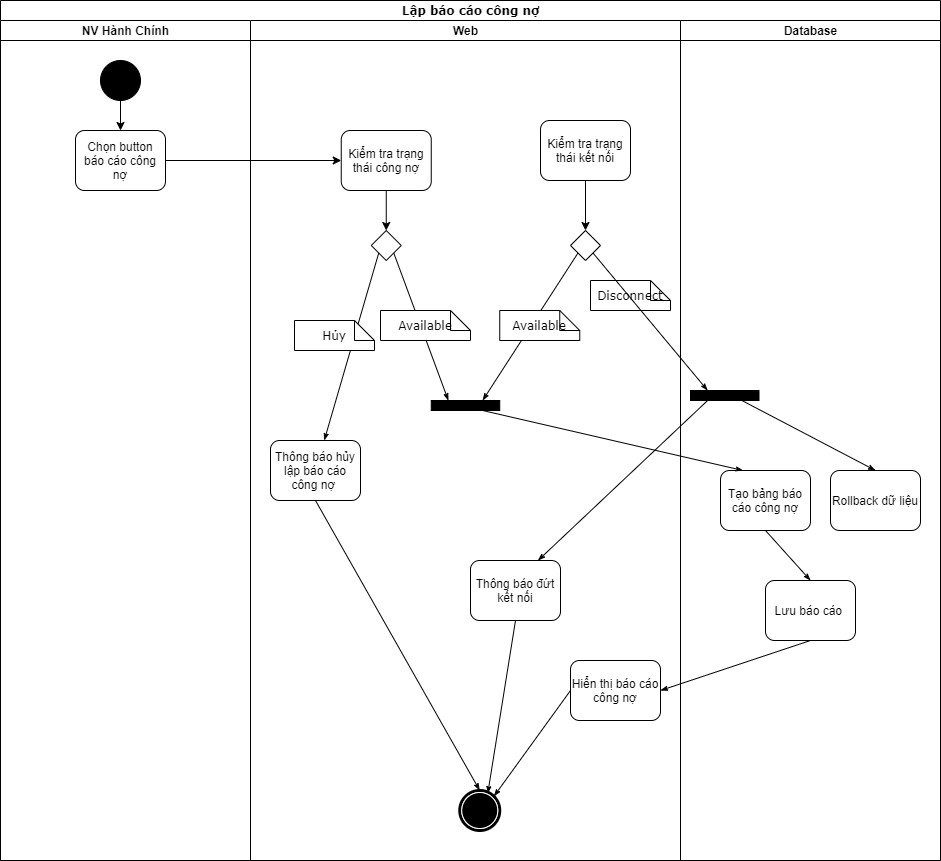 Lập báo cáo công nợ
NV Hành Chính
Web
Database
Chọn button
báo cáo công
nợ
Kiểm tra trạng
thái công nợ
Kiểm tra trạng
thái kết nối
Disconnect
Hủy
Available
Available
Thông báo hủy
lập báo cáo
công nợ
Tạo bảng báo
cáo công nợ
Rollback dữ liệu
Thông báo đứt
kết nối
Lưu báo cáo
Hiển thị báo cáo
công nợ